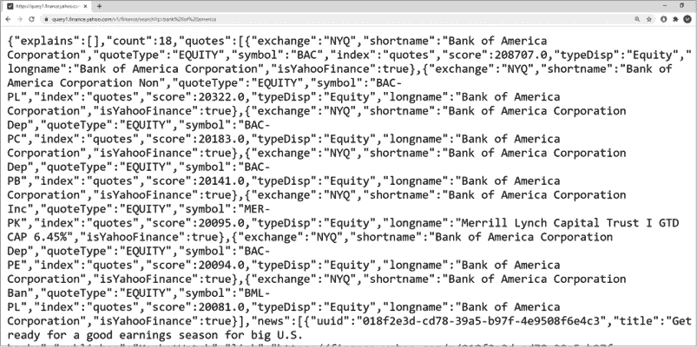 https://query1.finance.yahoo.co
query1.finance.yahoo.com/v1/finance/search?q=bank%20of%20america
{"explains":[],"count":18,"quotes":[{"exchange":"NYQ","shortname":"Bank of America
Corporation","quoteType":"EQUITY","symbol":"BAC","index":"quotes","score":208707.0,"typeDisp":"Equity","
longname":"Bank of America Corporation","isYahooFinance":true},{"exchange":"NYQ","shortname":"Bank of
America Corporation Non","quoteType":"EQUITY","symbol":"BAC-
PL","index":"quotes","score":20322.0,"typeDisp":"Equity","longname":"Bank of America
Corporation","isYahooFinance":true},{"exchange":"NYQ","shortname":"Bank of America Corporation
Dep","quoteType":"EQUITY","symbol":"BAC-
PC","index":"quotes","score":20183.0,"typeDisp":"Equity","longname":"Bank of America
Corporation","isYahooFinance":true},{"exchange":"NYQ","shortname":"Bank of America Corporation
Dep","quoteType":"EQUITY","symbol":"BAC-
PB","index":"quotes","score":20141.0,"typeDisp":"Equity","longname":"Bank of America
Corporation","isYahooFinance":true},{"exchange":"NYQ","shortname":"Bank of America Corporation
Inc","quoteType":"EQUITY","symbol":"MER-
PK","index":"quotes","score":20095.0,"typeDisp":"Equity","longname":"Merrill Lynch Capital Trust I GTD
CAP 6.45%","isYahooFinance":true},{"exchange":"NYQ","shortname":"Bank of America Corporation
Dep","quoteType":"EQUITY","symbol":"BAC-
PE","index":"quotes","score":20094.0,"typeDisp":"Equity","longname":"Bank of America
Corporation","isYahooFinance":true},{"exchange":"NYQ","shortname":"Bank of America Corporation
Ban","quoteType":"EQUITY","symbol":"BML-
PL","index":"quotes","score":20081.0,"typeDisp":"Equity","longname":"Bank of America
Corporation","isYahooFinance":true}],"news":[{"uuid":"018f2e3d-cd78-39a5-b97f-4e9508f6e4c3","title":"Get
ready for a good earnings season for big U.S.